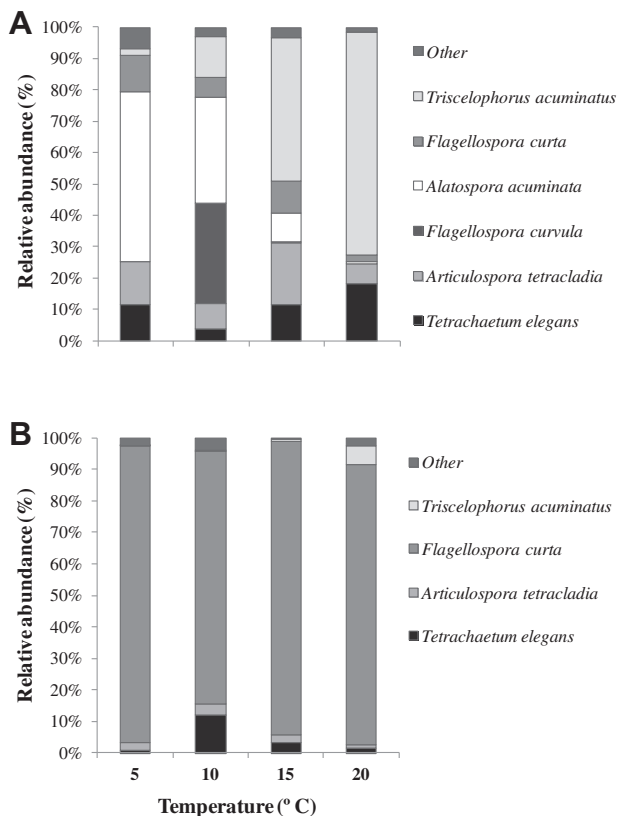 A
Relative abundance (%)
100%
90%
80%
70%
60%
50%
40%
30%
20%
10%
0%
Other
Triscelophorus acuminatus
Flagellospora curta
Alatospora acuminata
Flagellospora curvula
Articulospora tetracladia
Tetrachaetum elegans
B
Relative abundance (%)
100%
90%
80%
70%
60%
50%
40%
30%
20%
10%
0%
5 10 15 20
Temperature (º C)
Other
Triscelophorus acuminatus
Flagellospora curta
Articulospora tetracladia
Tetrachaetum elegans